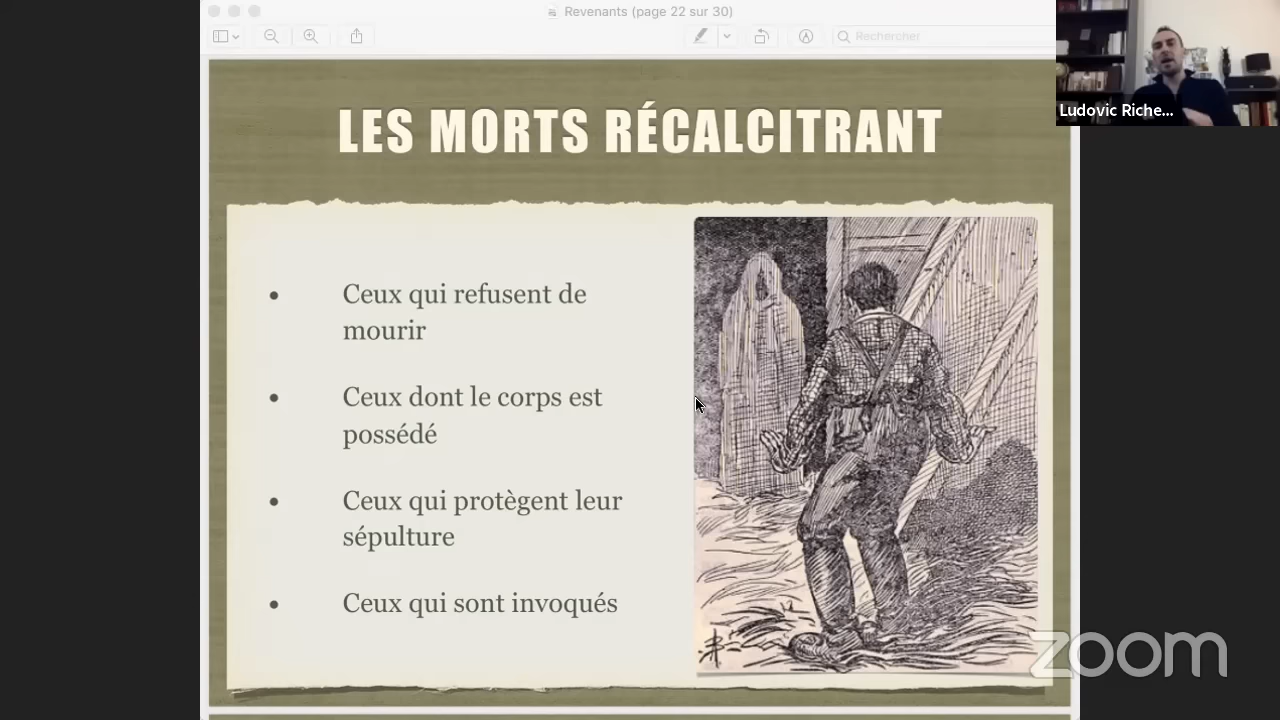 Revenants (page 22 sur 30)
Rechercher
Ludovic Riche...
LES MORTS RÉCALCITRANT
• Ceux qui refusent de
mourir
• Ceux dont le corps est
possédé
• Ceux qui protègent leur
sépulture
• Ceux qui sont invoqués
zoom